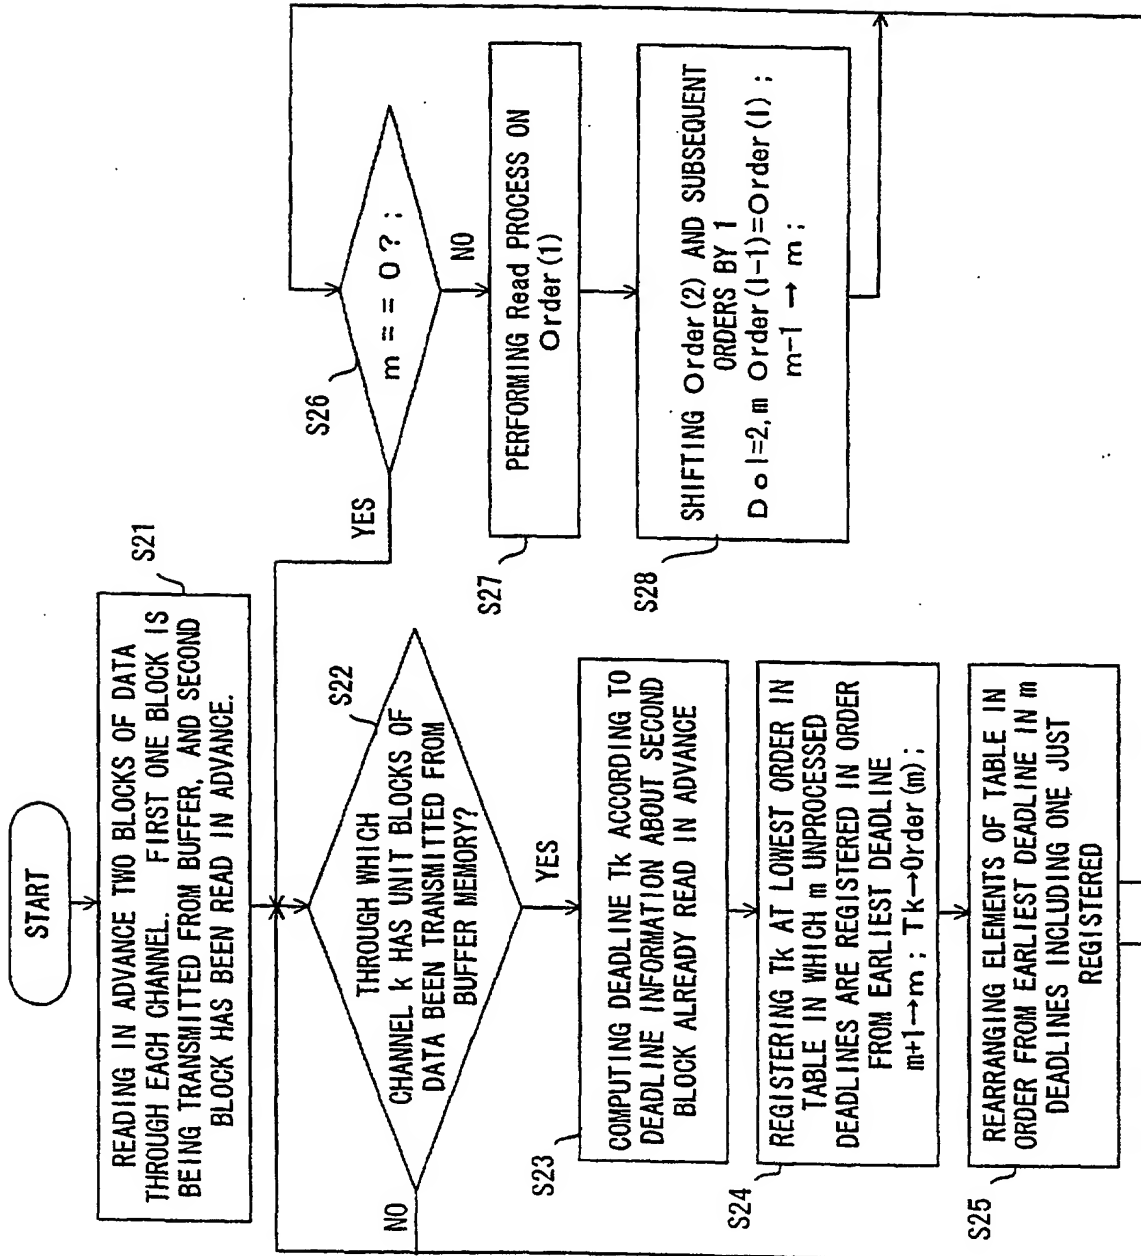 START
READING IN ADVANCE TWO BLOCKS OF DATA
THROUGH EACH CHANNEL. FIRST ONE BLOCK IS
BEING TRANSMITTED FROM BUFFER, AND SECOND
BLOCK HAS BEEN READ IN ADVANCE.
S21
THROUGH WHICH
CHANNEL k HAS UNIT BLOCKS OF
DATA BEEN TRANSMITTED FROM
BUFFER MEMORY?
S22
NO
YES
COMPUTING DEADLINE Tk ACCORDING TO
DEADLINE INFORMATION ABOUT SECOND
BLOCK ALREADY READ IN ADVANCE
S23
REGISTERING Tk AT LOWEST ORDER IN
TABLE IN WHICH m UNPROCESSED
DEADLINES ARE REGISTERED IN ORDER
FROM EARLIEST DEADLINE
m+1→m; Tk→Order(m);
S24
REARRANGING ELEMENTS OF TABLE IN
ORDER FROM EARLIEST DEADLINE IN m
DEADLINES INCLUDING ONE JUST
REGISTERED
S25
m==0?;
S26
YES
NO
PERFORMING Read PROCESS ON
Order(1)
S27
SHIFTING Order(2) AND SUBSEQUENT
ORDERS BY 1
Do l=2,m Order(l-1)=Order(l);
m-1 → m;
S28